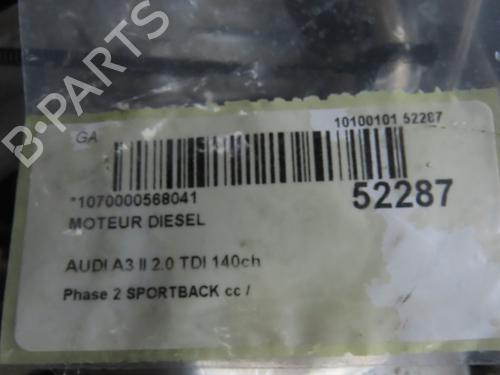 B-PARTS
GA
10100101 52287
*1070000568041
52287
MOTEUR DIESEL
AUDI A3 II 2.0 TDI 140ch
Phase 2 SPORTBACK cc /